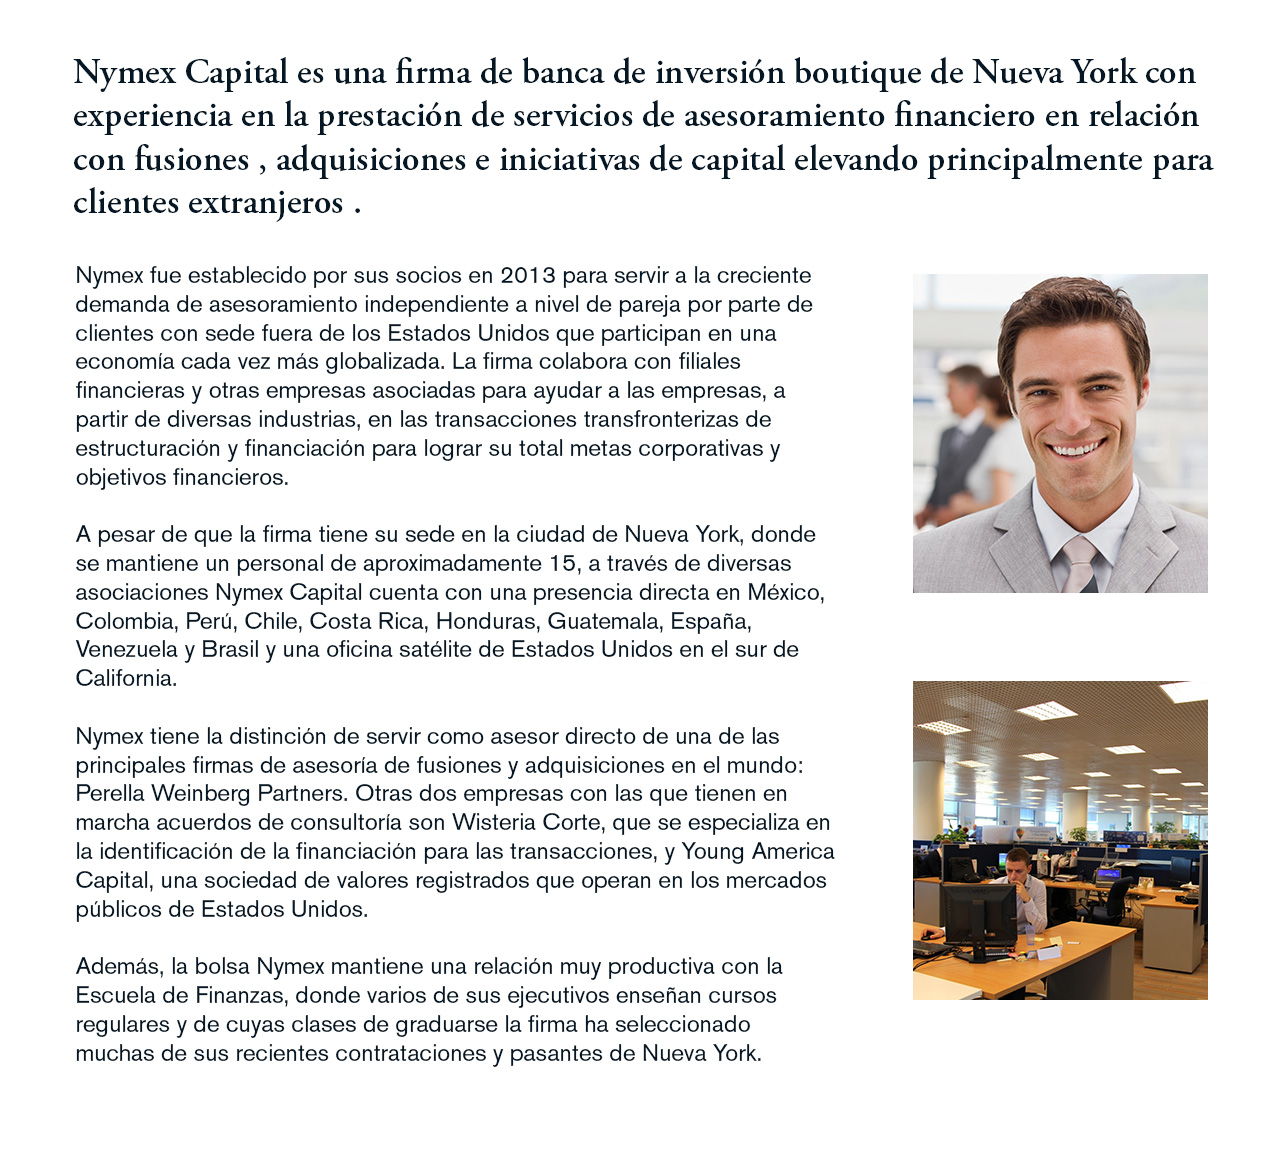 Nymex Capital es una firma de banca de inversión boutique de Nueva York con
experiencia en la prestación de servicios de asesoramiento financiero en relación
con fusiones , adquisiciones e iniciativas de capital elevando principalmente para
clientes extranjeros .
Nymex fue establecido por sus socios en 2013 para servir a la creciente
demanda de asesoramiento independiente a nivel de pareja por parte de
clientes con sede fuera de los Estados Unidos que participan en una
economía cada vez más globalizada. La firma colabora con filiales
financieras y otras empresas asociadas para ayudar a las empresas, a
partir de diversas industrias, en las transacciones transfronterizas de
estructuración y financiación para lograr su total metas corporativas y
objetivos financieros.
A pesar de que la firma tiene su sede en la ciudad de Nueva York, donde
se mantiene un personal de aproximadamente 15, a través de diversas
asociaciones Nymex Capital cuenta con una presencia directa en México,
Colombia, Perú, Chile, Costa Rica, Honduras, Guatemala, España,
Venezuela y Brasil y una oficina satélite de Estados Unidos en el sur de
California.
Nymex tiene la distinción de servir como asesor directo de una de las
principales firmas de asesoría de fusiones y adquisiciones en el mundo:
Perella Weinberg Partners. Otras dos empresas con las que tienen en
marcha acuerdos de consultoría son Wisteria Corte, que se especializa en
la identificación de la financiación para las transacciones, y Young America
Capital, una sociedad de valores registrados que operan en los mercados
públicos de Estados Unidos.
Además, la bolsa Nymex mantiene una relación muy productiva con la
Escuela de Finanzas, donde varios de sus ejecutivos enseñan cursos
regulares y de cuyas clases de graduarse la firma ha seleccionado
muchas de sus recientes contrataciones y pasantes de Nueva York.